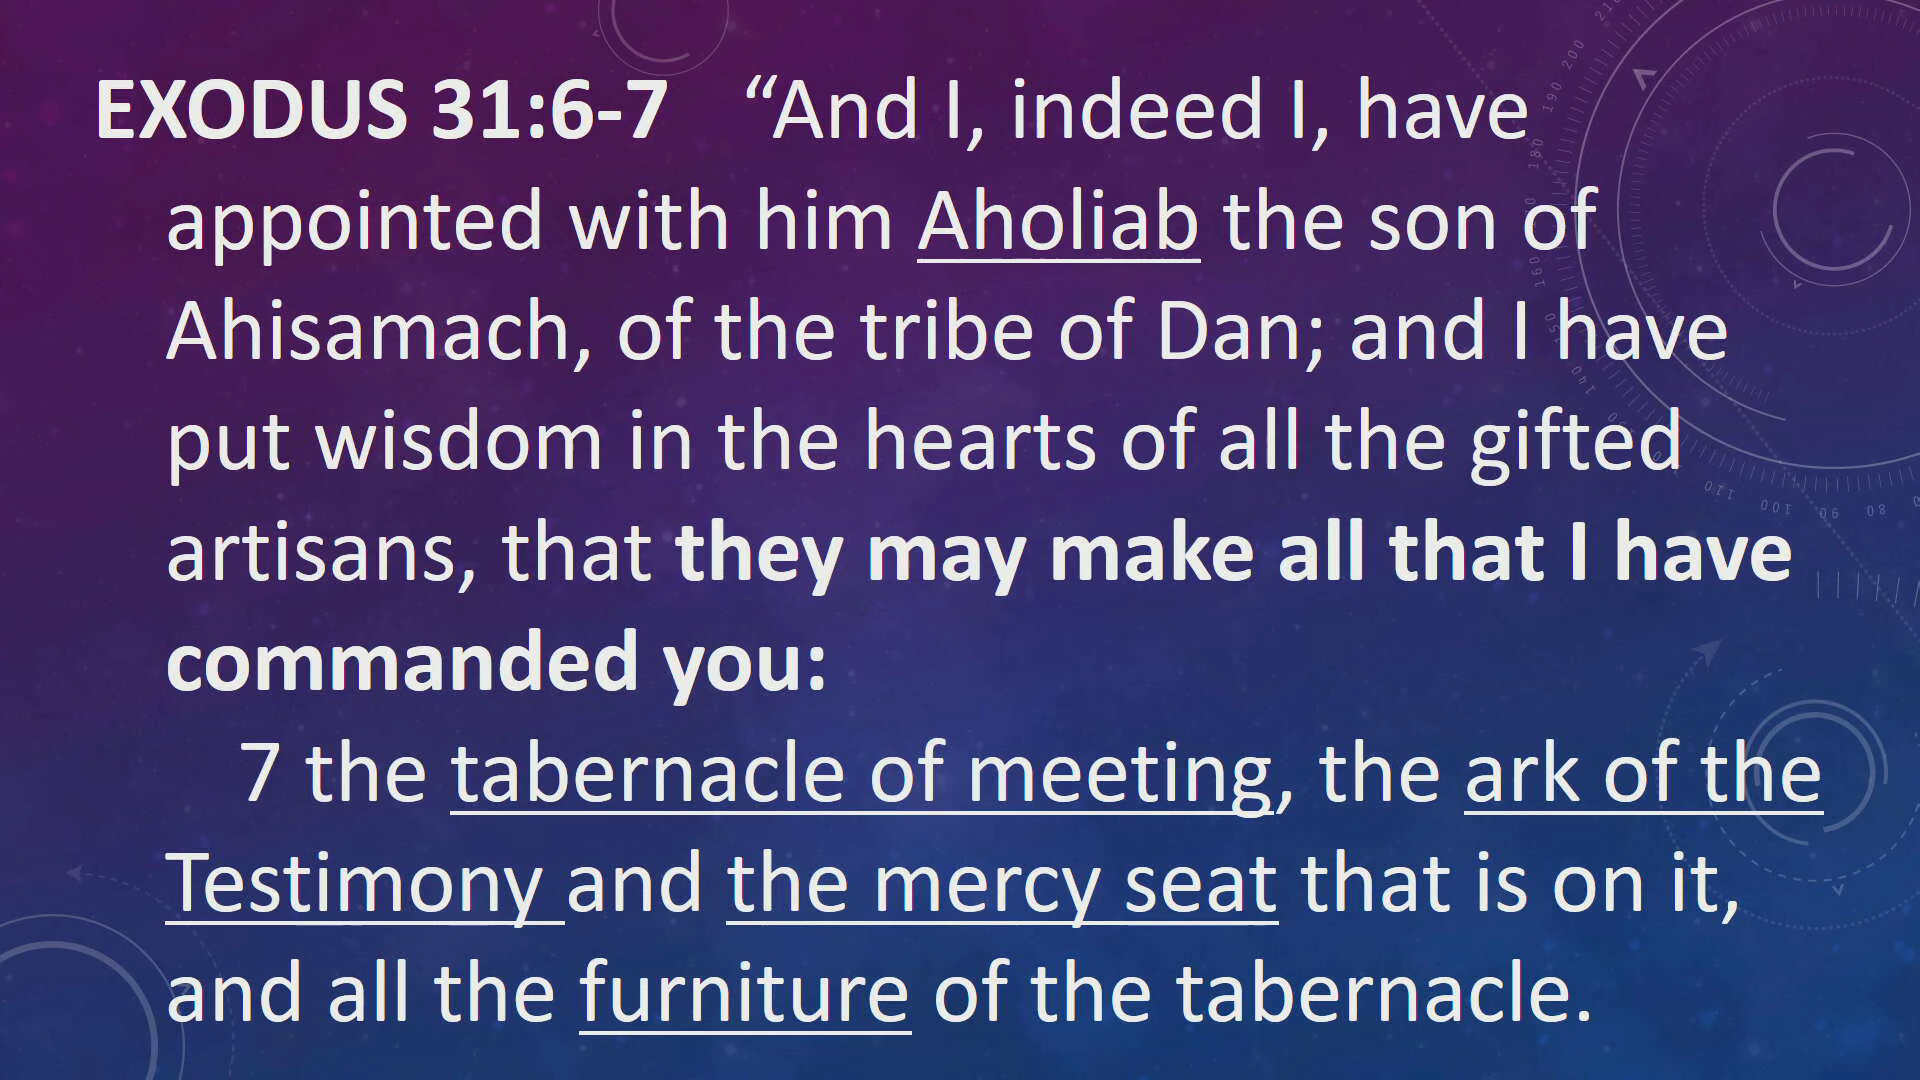 EXODUS 31:6-7 “And I, indeed I, have
appointed with him Aholiab the son of
Ahisamach, of the tribe of Dan; and I have
put wisdom in the hearts of all the gifted
artisans, that they may make all that I have
commanded you:
7 the tabernacle of meeting, the ark of the
Testimony and the mercy seat that is on it,
and all the furniture of the tabernacle.